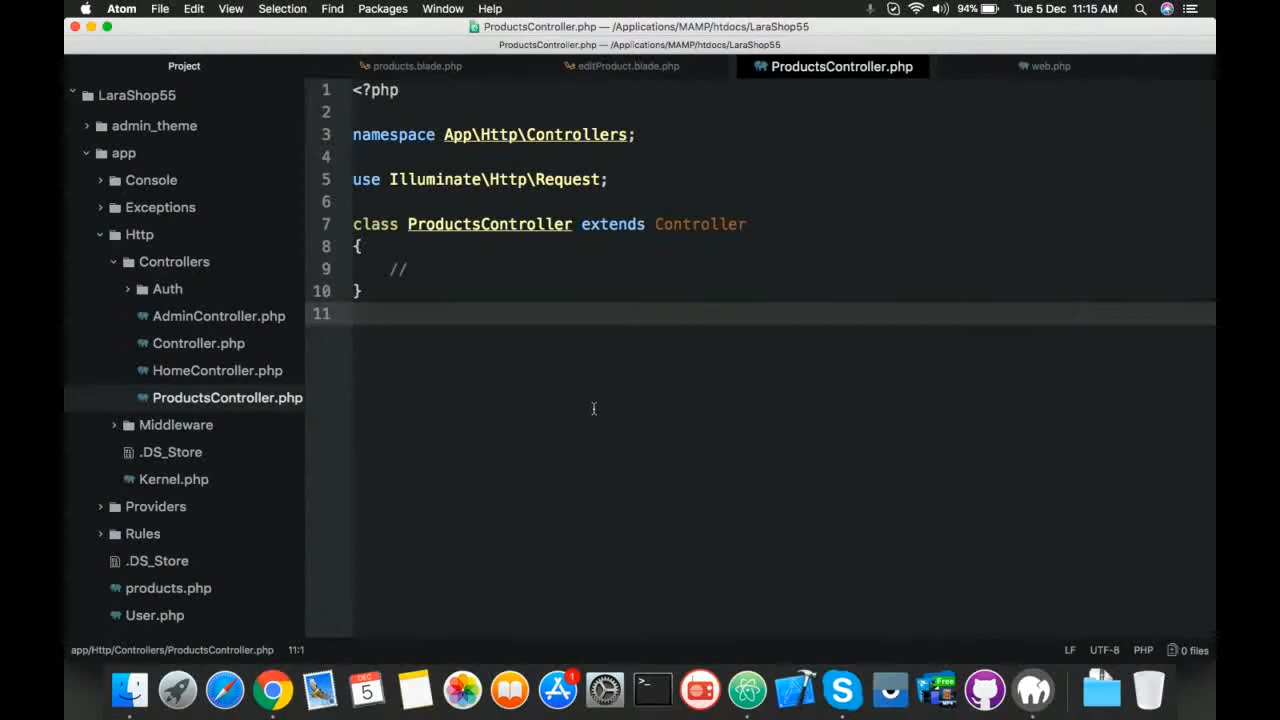 Atom File Edit View Selection Find Packages Window Help 94% Tue 5 Dec 11:15 AM
ProductsController.php — /Applications/MAMP/htdocs/LaraShop55
ProductsController.php — /Applications/MAMP/htdocs/LaraShop55
Project products.blade.php editProduct.blade.php ProductsController.php web.php
LaraShop55
admin_theme
app
Console
Exceptions
Http
Controllers
Auth
AdminController.php
Controller.php
HomeController.php
ProductsController.php
Middleware
.DS_Store
Kernel.php
Providers
Rules
.DS_Store
products.php
User.php
1 <?php
2
3 namespace App\Http\Controllers;
4
5 use Illuminate\Http\Request;
6
7 class ProductsController extends Controller
8 {
9 //
10 }
11
app/Http/Controllers/ProductsController.php 11:1 LF UTF-8 PHP 0 files
DEC
5
1
Free